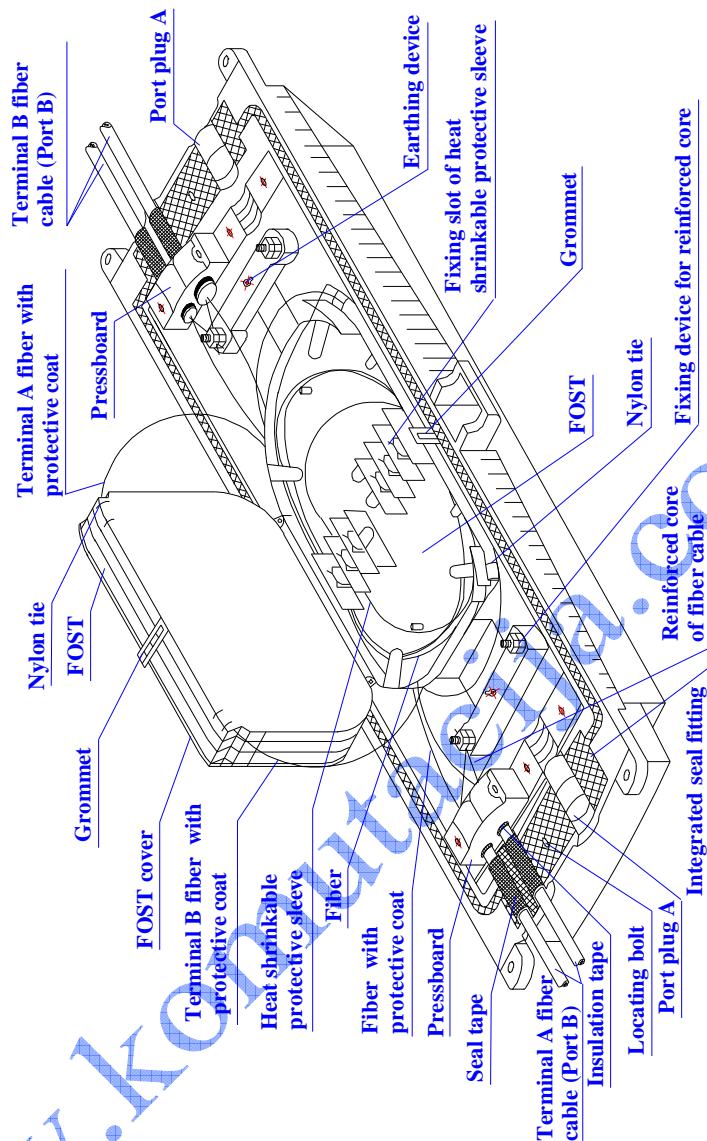 Terminal B fiber
cable (Port B)
Port plug A
Earthing device
Fixing slot of heat
shrinkable protective sleeve
Grommet
FOST
Nylon tie
Fixing device for reinforced core
Reinforced core
of fiber cable
Integrated seal fitting
Terminal A fiber with
protective coat
Pressboard
Nylon tie
FOST
Grommet
FOST cover
Terminal B fiber with
protective coat
Heat shrinkable
protective sleeve
Fiber
Fiber with
protective coat
Pressboard
Seal tape
Terminal A fiber
cable (Port B)
Insulation tape
Locating bolt
Port plug A
w.komutacija.co